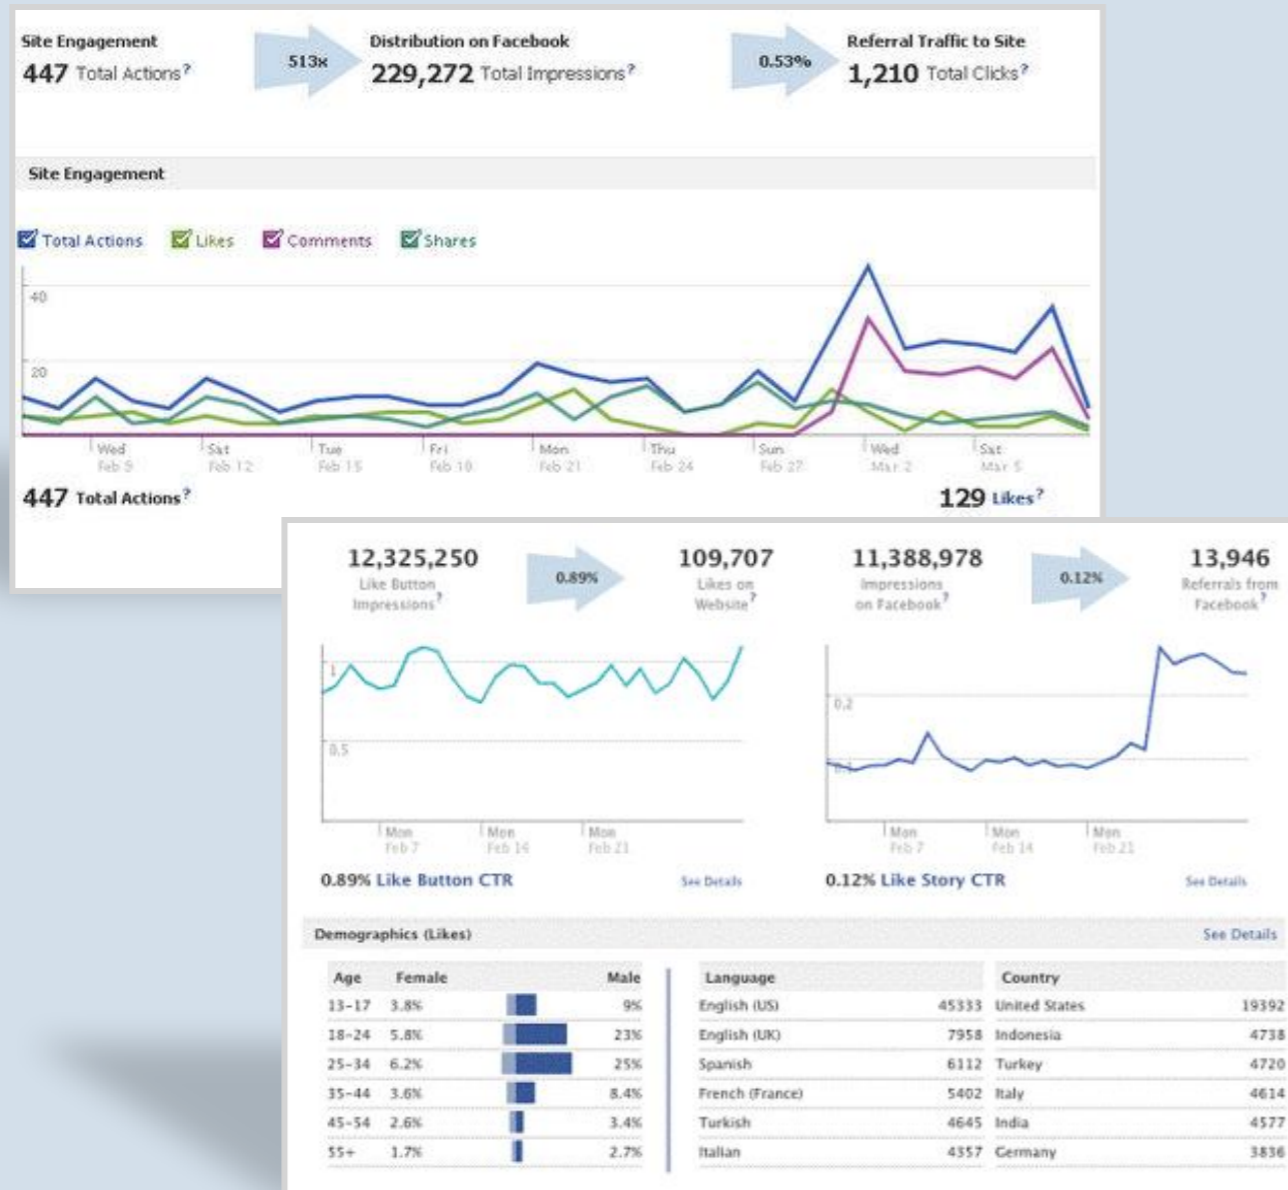 Site Engagement
447 Total Actions?
513x
Distribution on Facebook
229,272 Total Impressions?
0.53%
Referral Traffic to Site
1,210 Total Clicks?
Site Engagement
Total Actions Likes Comments Shares
40
20
Wed Sat Tue Fri Mon Thu Sun Wed Sat
Feb 9 Feb 12 Feb 15 Feb 18 Feb 21 Feb 24 Feb 27 Mar 2 Mar 5
447 Total Actions?
129 Likes?
12,325,250
Like Button
Impressions?
0.89%
109,707
Likes on
Website?
11,388,978
Impressions
on Facebook?
0.12%
13,946
Referrals from
Facebook?
1
0.5
Mon Mon Mon
Feb 7 Feb 14 Feb 21
0.89% Like Button CTR See Details
0.2
0.1
Mon Mon Mon
Feb 7 Feb 14 Feb 21
0.12% Like Story CTR See Details
Demographics (Likes) See Details
Age Female Male
13-17 3.8% 9%
18-24 5.8% 23%
25-34 6.2% 25%
35-44 3.6% 8.4%
45-54 2.6% 3.4%
55+ 1.7% 2.7%
Language
English (US) 45333
English (UK) 7958
Spanish 6112
French (France) 5402
Turkish 4645
Italian 4357
Country
United States 19392
Indonesia 4738
Turkey 4720
Italy 4614
India 4577
Germany 3836